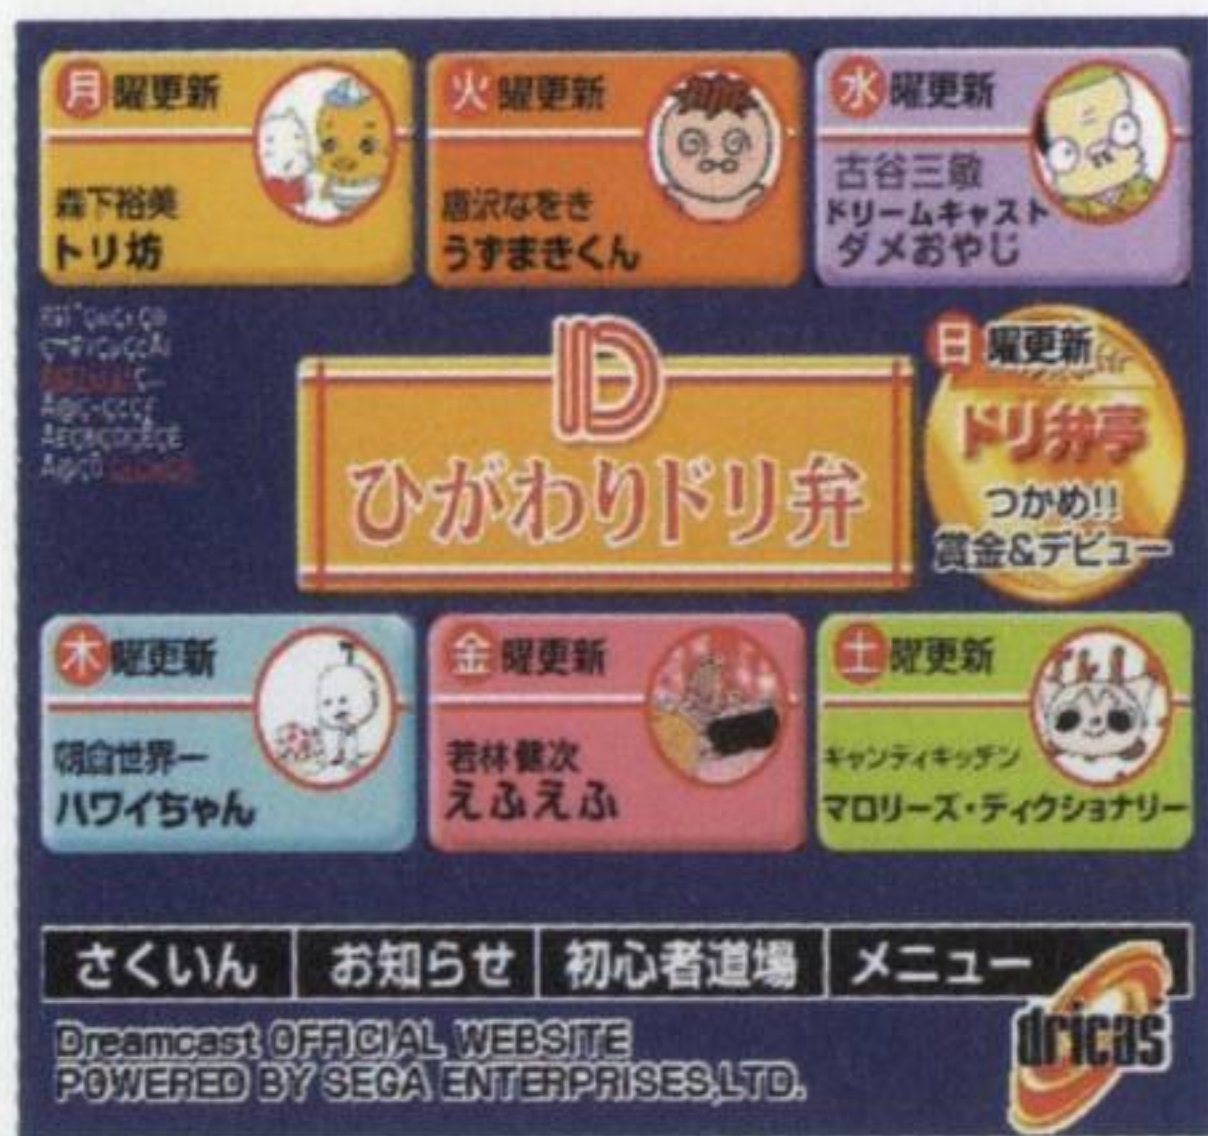 月曜更新
森下裕美
トリ坊
火曜更新
唐沢なをき
うずまきくん
水曜更新
古谷三敏
ドリームキャスト
ダメおやじ
D
ひがわりドリ弁
日曜更新
ドリ弁亭
つかめ!!
賞金&デビュー
木曜更新
朝倉世界一
ハワイちゃん
金曜更新
若林健次
えふえふ
土曜更新
キャンディキッチン
マロリーズ・ディクショナリー
さくいん
お知らせ
初心者道場
メニュー
dricas
Dreamcast OFFICIAL WEBSITE
POWERED BY SEGA ENTERPRISES,LTD.